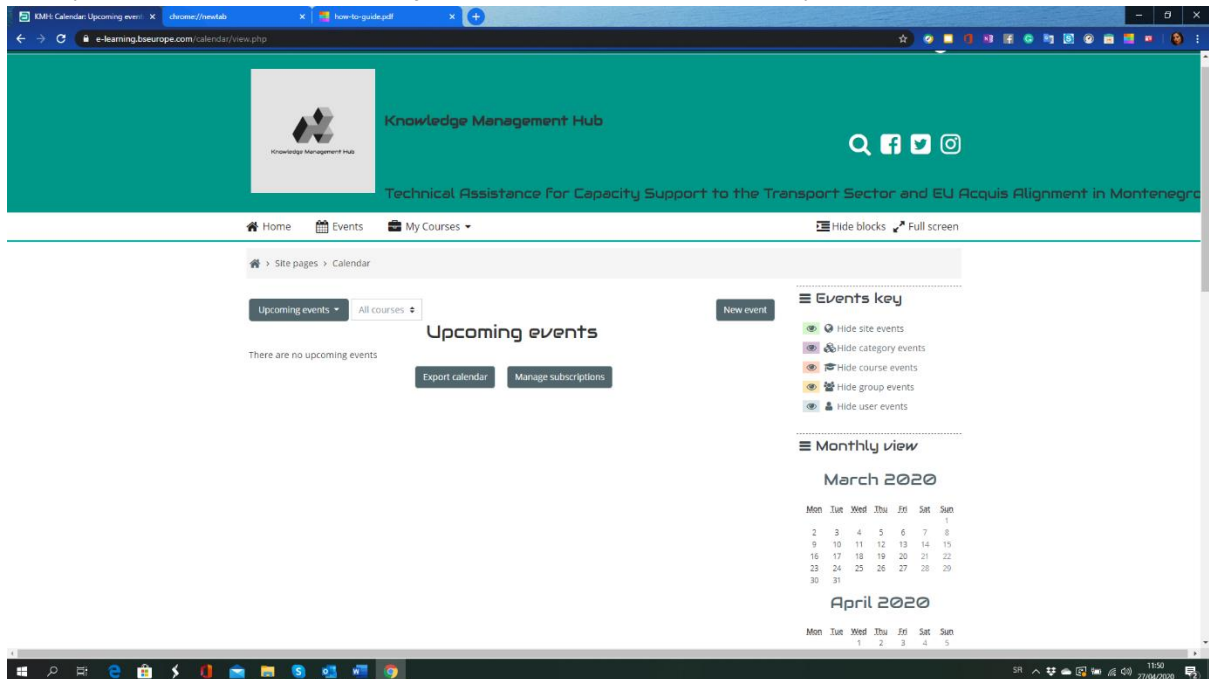 KMH: Calendar: Upcoming event
chrome://newtab
how-to-guide.pdf
e-learning.bseurope.com/calendar/view.php
Knowledge Management Hub
Knowledge Management Hub
Technical Assistance for Capacity Support to the Transport Sector and EU Acquis Alignment in Montenegro
Home Events My Courses
Hide blocks Full screen
Site pages > Calendar
Upcoming events All courses New event
Upcoming events
There are no upcoming events
Export calendar Manage subscriptions
Events key
Hide site events
Hide category events
Hide course events
Hide group events
Hide user events
Monthly view
March 2020
Mon Tue Wed Thu Fri Sat Sun
1
2 3 4 5 6 7 8
9 10 11 12 13 14 15
16 17 18 19 20 21 22
23 24 25 26 27 28 29
30 31
April 2020
Mon Tue Wed Thu Fri Sat Sun
1 2 3 4 5
SR
11:50
27/04/2020